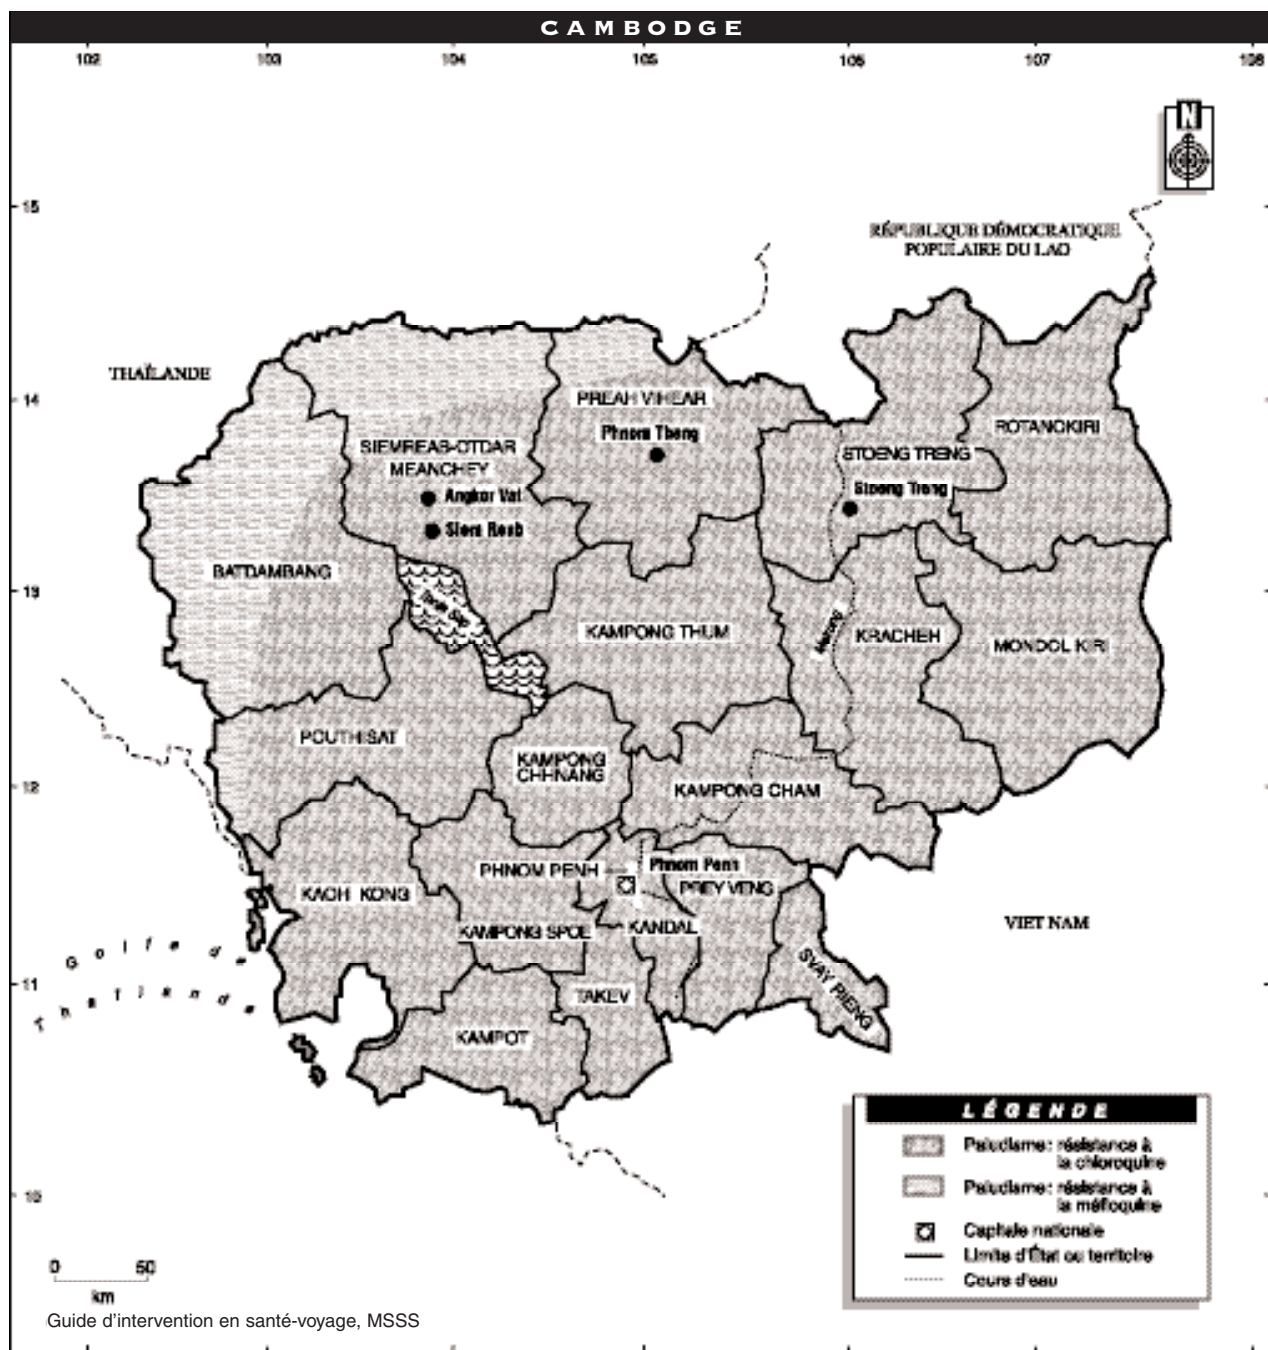 CAMBODGE
102 103 104 105 106 107 108
N
15
RÉPUBLIQUE DÉMOCRATIQUE
POPULAIRE DU LAO
THAÏLANDE
14
PREAH VIHEAR
Phnom Tbeng
ROTANOKIRI
SIEMREAB-OTDAR
MEANCHEY
STOENG TRENG
Stoeng Treng
Angkor Vat
Siem Reab
BATDAMBANG
13
Tonle Sap
KAMPONG THUM
Mekong
KRACHEH
MONDOL KIRI
POUTHISAT
KAMPONG
CHHNANG
12
KAMPONG CHAM
PHNOM PENH
Phnom Penh
PREY VENG
KAOH KONG
KAMPONG SPOE
KANDAL
VIET NAM
Golfe de
Thaïlande
11
SVAY RIENG
TAKEV
KAMPOT
LÉGENDE
Paludisme : résistance à
la chloroquine
Paludisme : résistance à
la méfloquine
10
Capitale nationale
Limite d'État ou territoire
Cours d'eau
0 50
km
Guide d'intervention en santé-voyage, MSSS